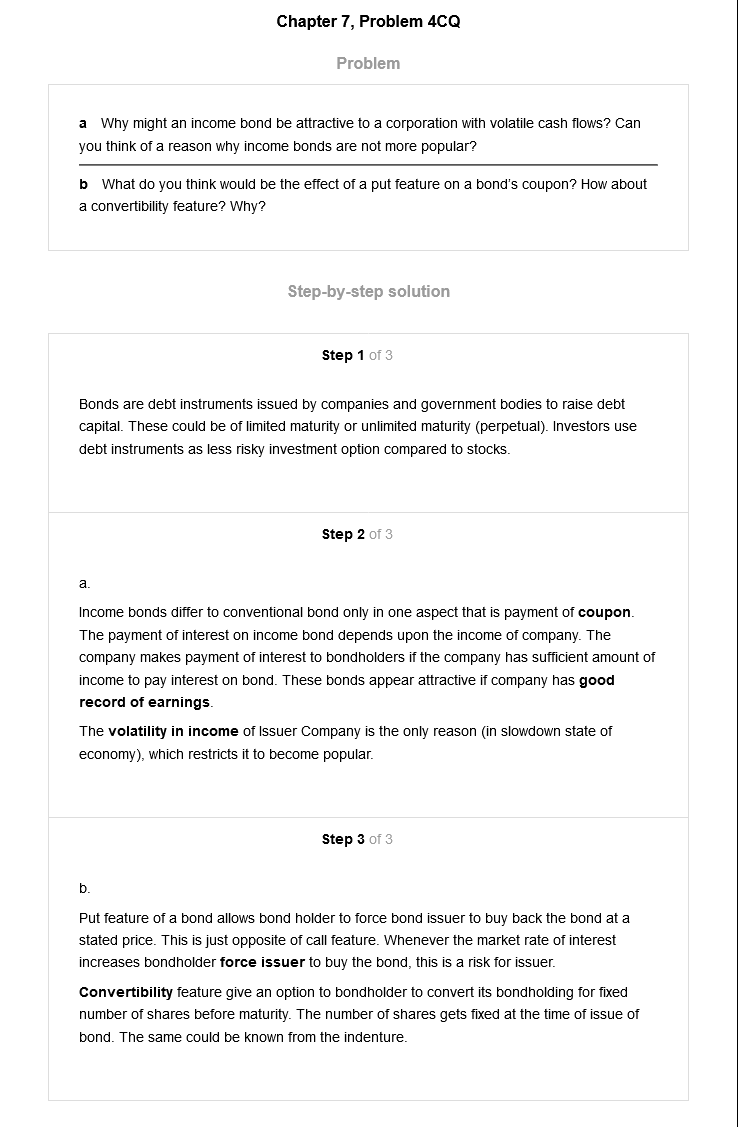 Chapter 7, Problem 4CQ
Problem
a Why might an income bond be attractive to a corporation with volatile cash flows? Can
you think of a reason why income bonds are not more popular?
b What do you think would be the effect of a put feature on a bond's coupon? How about
a convertibility feature? Why?
Step-by-step solution
Step 1 of 3
Bonds are debt instruments issued by companies and government bodies to raise debt
capital. These could be of limited maturity or unlimited maturity (perpetual). Investors use
debt instruments as less risky investment option compared to stocks.
Step 2 of 3
a.
Income bonds differ to conventional bond only in one aspect that is payment of coupon.
The payment of interest on income bond depends upon the income of company. The
company makes payment of interest to bondholders if the company has sufficient amount of
income to pay interest on bond. These bonds appear attractive if company has good
record of earnings.
The volatility in income of Issuer Company is the only reason (in slowdown state of
economy), which restricts it to become popular.
Step 3 of 3
b.
Put feature of a bond allows bond holder to force bond issuer to buy back the bond at a
stated price. This is just opposite of call feature. Whenever the market rate of interest
increases bondholder force issuer to buy the bond, this is a risk for issuer.
Convertibility feature give an option to bondholder to convert its bondholding for fixed
number of shares before maturity. The number of shares gets fixed at the time of issue of
bond. The same could be known from the indenture.